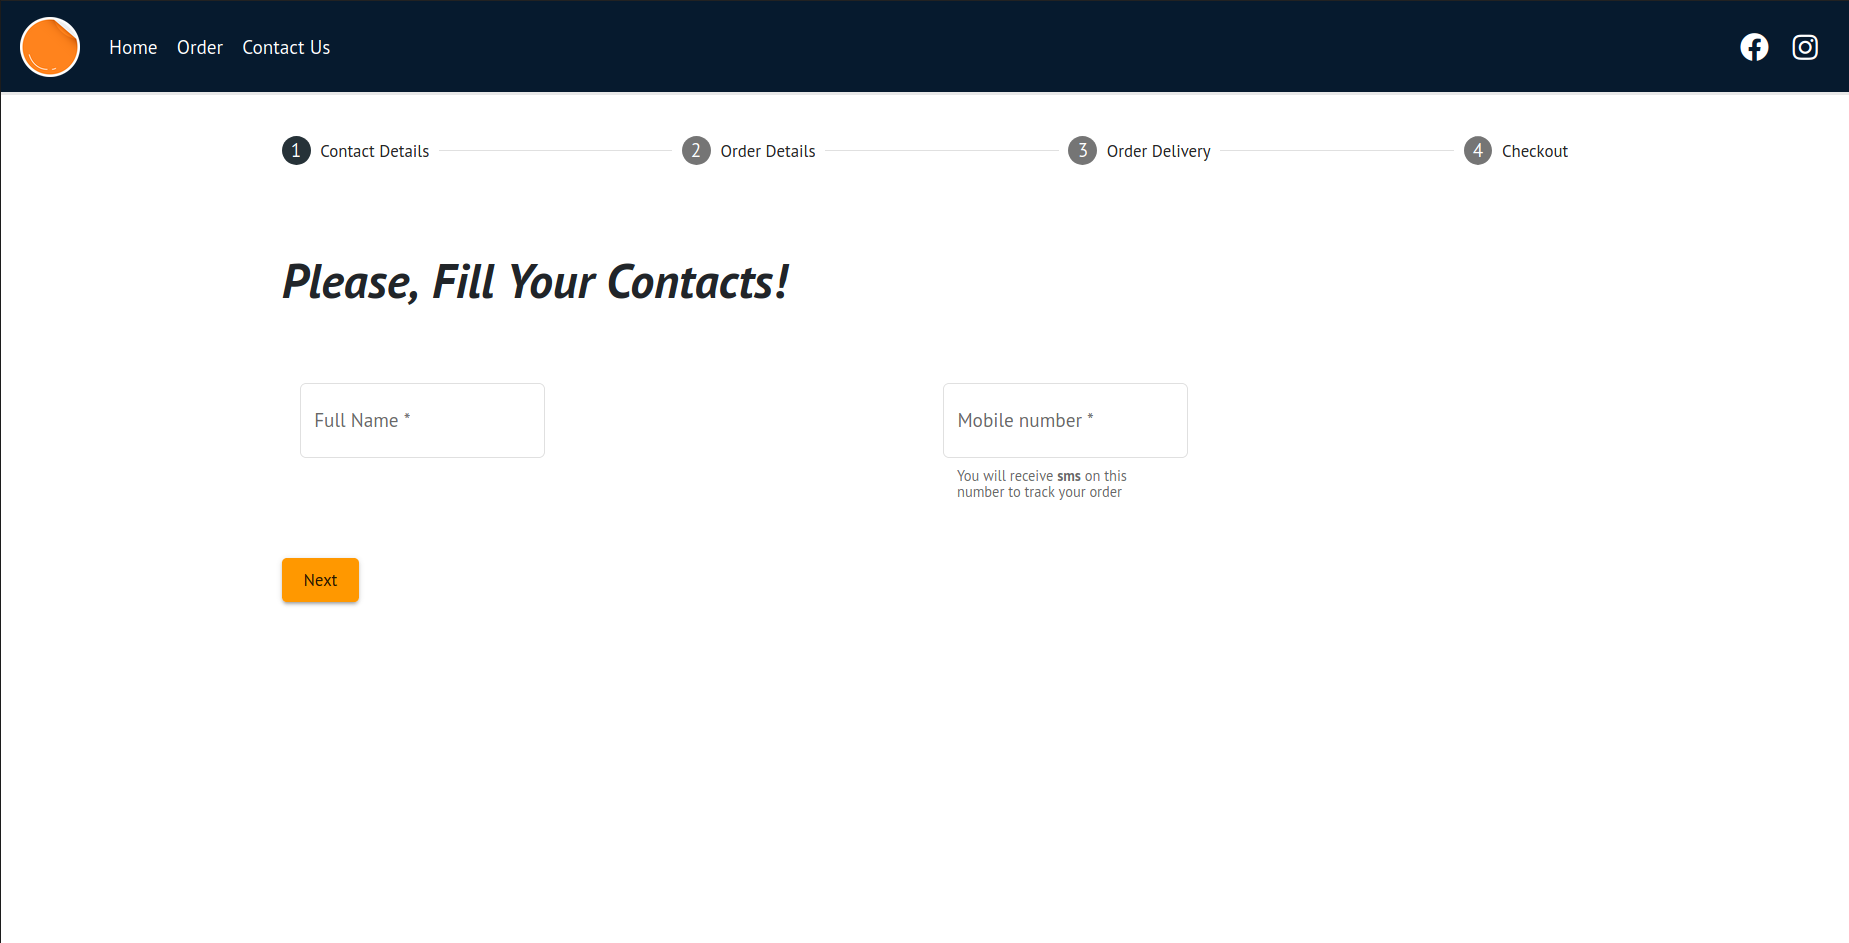 Home Order Contact Us
1 Contact Details 2 Order Details 3 Order Delivery 4 Checkout
Please, Fill Your Contacts!
Full Name * Mobile number *
You will receive sms on this
number to track your order
Next